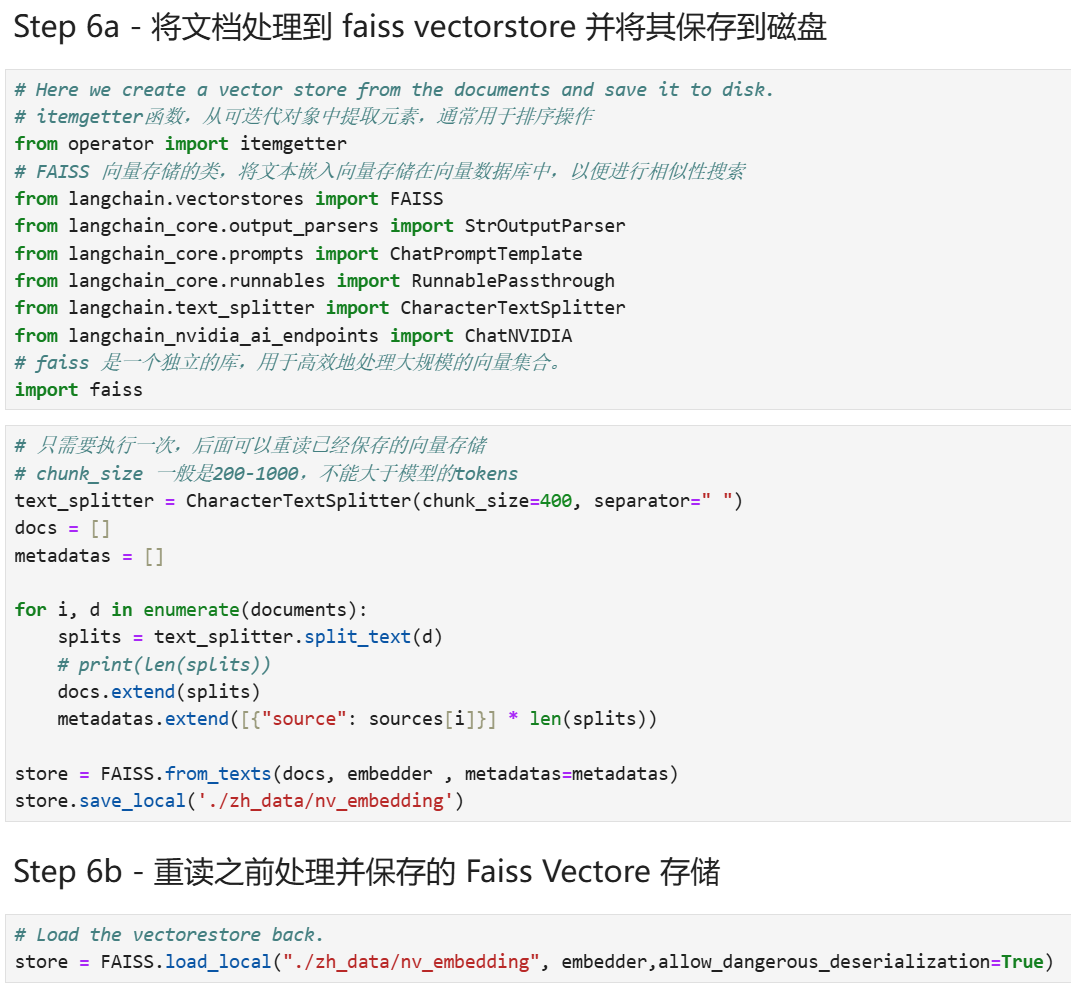 Step 6a - 将文档处理到 faiss vectorstore 并将其保存到磁盘
# Here we create a vector store from the documents and save it to disk.
# itemgetter函数，从可迭代对象中提取元素，通常用于排序操作
from operator import itemgetter
# FAISS 向量存储的类，将文本嵌入向量存储在向量数据库中，以便进行相似性搜索
from langchain.vectorstores import FAISS
from langchain_core.output_parsers import StrOutputParser
from langchain_core.prompts import ChatPromptTemplate
from langchain_core.runnables import RunnablePassthrough
from langchain.text_splitter import CharacterTextSplitter
from langchain_nvidia_ai_endpoints import ChatNVIDIA
# faiss 是一个独立的库，用于高效地处理大规模的向量集合。
import faiss
# 只需要执行一次，后面可以重读已经保存的向量存储
# chunk_size 一般是200-1000，不能大于模型的tokens
text_splitter = CharacterTextSplitter(chunk_size=400, separator=" ")
docs = []
metadatas = []
for i, d in enumerate(documents):
    splits = text_splitter.split_text(d)
    # print(len(splits))
    docs.extend(splits)
    metadatas.extend([{"source": sources[i]}] * len(splits))
store = FAISS.from_texts(docs, embedder , metadatas=metadatas)
store.save_local('./zh_data/nv_embedding')
Step 6b - 重读之前处理并保存的 Faiss Vectore 存储
# Load the vectorestore back.
store = FAISS.load_local("./zh_data/nv_embedding", embedder,allow_dangerous_deserialization=True)